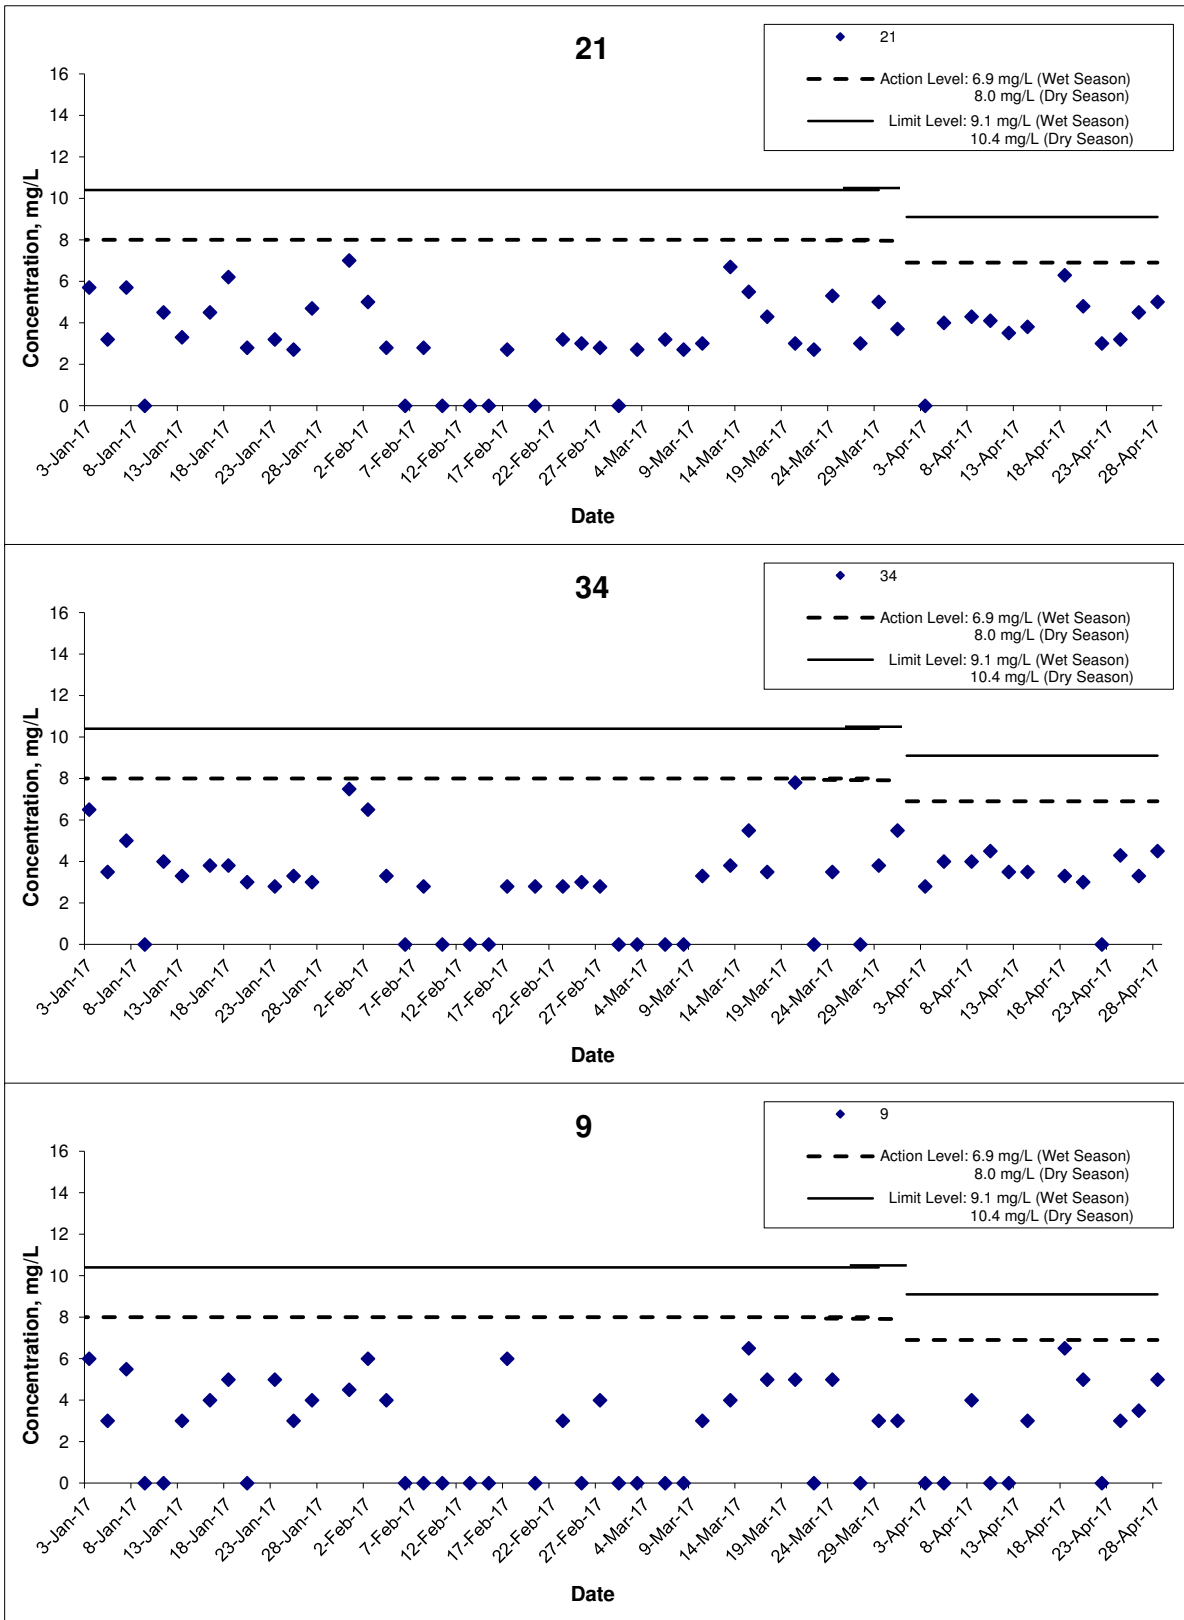 21
21
Action Level: 6.9 mg/L (Wet Season)
8.0 mg/L (Dry Season)
Limit Level: 9.1 mg/L (Wet Season)
10.4 mg/L (Dry Season)
Concentration, mg/L
16
14
12
10
8
6
4
2
0
3-Jan-17
8-Jan-17
13-Jan-17
18-Jan-17
23-Jan-17
28-Jan-17
2-Feb-17
7-Feb-17
12-Feb-17
17-Feb-17
22-Feb-17
27-Feb-17
4-Mar-17
9-Mar-17
14-Mar-17
19-Mar-17
24-Mar-17
29-Mar-17
3-Apr-17
8-Apr-17
13-Apr-17
18-Apr-17
23-Apr-17
28-Apr-17
Date
34
34
Action Level: 6.9 mg/L (Wet Season)
8.0 mg/L (Dry Season)
Limit Level: 9.1 mg/L (Wet Season)
10.4 mg/L (Dry Season)
Concentration, mg/L
16
14
12
10
8
6
4
2
0
3-Jan-17
8-Jan-17
13-Jan-17
18-Jan-17
23-Jan-17
28-Jan-17
2-Feb-17
7-Feb-17
12-Feb-17
17-Feb-17
22-Feb-17
27-Feb-17
4-Mar-17
9-Mar-17
14-Mar-17
19-Mar-17
24-Mar-17
29-Mar-17
3-Apr-17
8-Apr-17
13-Apr-17
18-Apr-17
23-Apr-17
28-Apr-17
Date
9
9
Action Level: 6.9 mg/L (Wet Season)
8.0 mg/L (Dry Season)
Limit Level: 9.1 mg/L (Wet Season)
10.4 mg/L (Dry Season)
Concentration, mg/L
16
14
12
10
8
6
4
2
0
3-Jan-17
8-Jan-17
13-Jan-17
18-Jan-17
23-Jan-17
28-Jan-17
2-Feb-17
7-Feb-17
12-Feb-17
17-Feb-17
22-Feb-17
27-Feb-17
4-Mar-17
9-Mar-17
14-Mar-17
19-Mar-17
24-Mar-17
29-Mar-17
3-Apr-17
8-Apr-17
13-Apr-17
18-Apr-17
23-Apr-17
28-Apr-17
Date